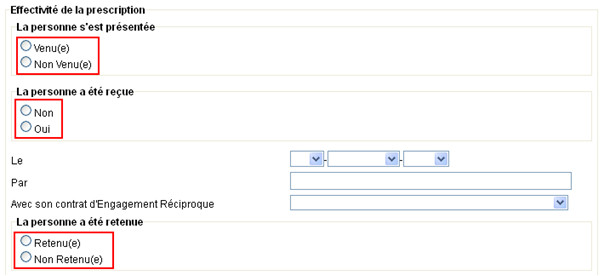 Effectivité de la prescription
La personne s'est présentée
Venu(e)
Non Venu(e)
La personne a été reçue
Non
Oui
Le - -
Par
Avec son contrat d'Engagement Réciproque
La personne a été retenue
Retenu(e)
Non Retenu(e)